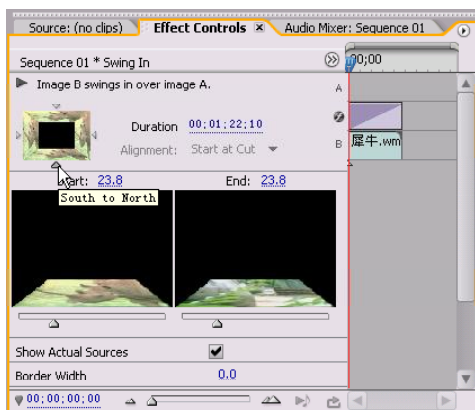 Source: (no clips) Effect Controls Audio Mixer: Sequence 01
Sequence 01 * Swing In 00;00
Image B swings in over image A. A
Duration 00;01;22;10
Alignment: Start at Cut B 犀牛.wm
Start: 23.8 End: 23.8
South to North
Show Actual Sources
Border Width 0.0
00;00;00;00